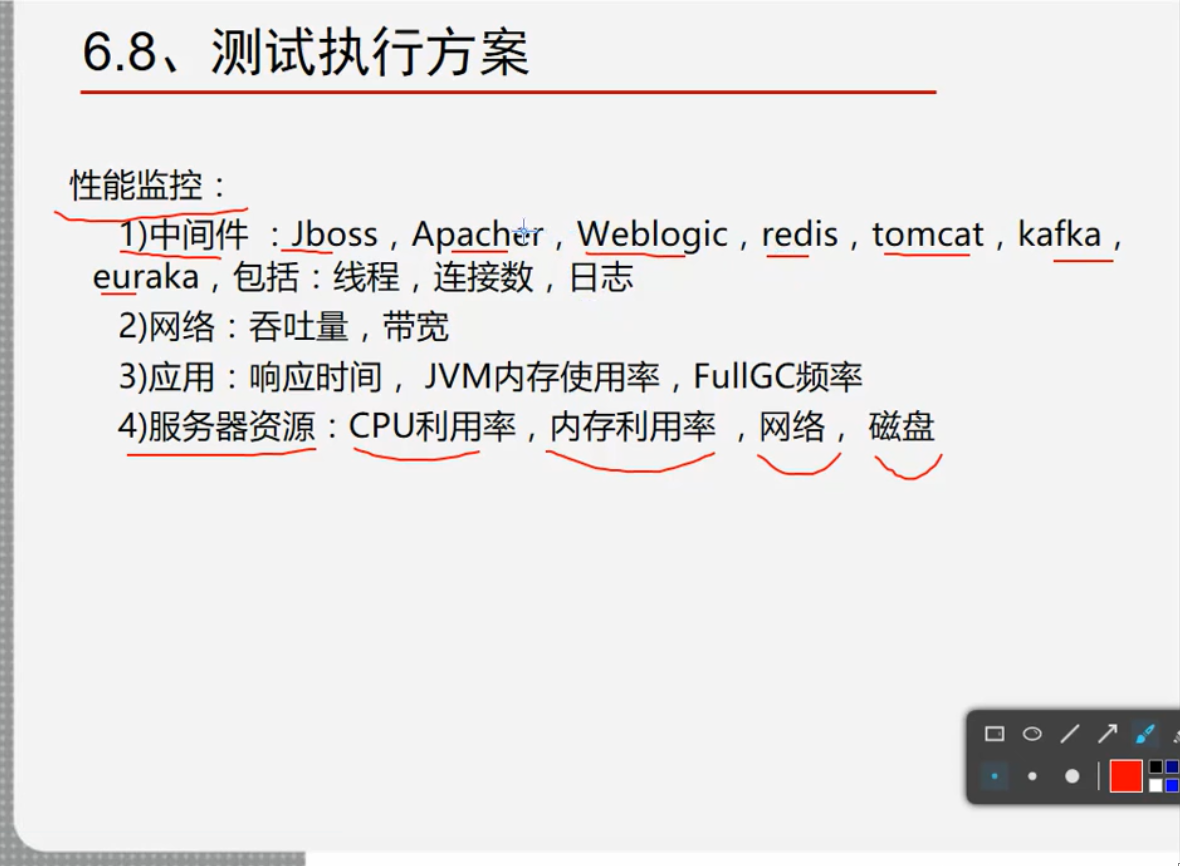 6.8、测试执行方案
性能监控：
1)中间件 ：Jboss，Apacher，Weblogic，redis，tomcat，kafka，
euraka，包括：线程，连接数，日志
2)网络：吞吐量，带宽
3)应用：响应时间， JVM内存使用率，FullGC频率
4)服务器资源：CPU利用率，内存利用率 ，网络， 磁盘